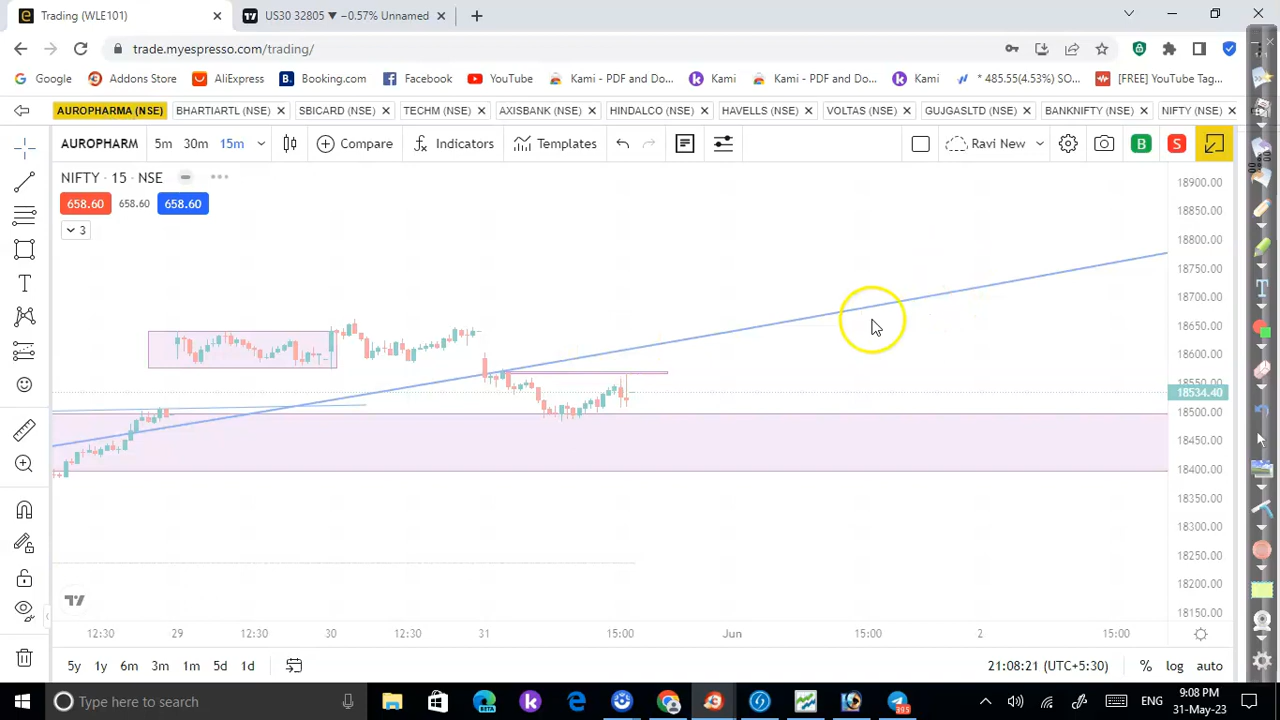 Trading (WLE101)
US30 32805 ▼ −0.57% Unnamed
trade.myespresso.com/trading/
Google
Addons Store
AliExpress
Booking.com
Facebook
YouTube
Kami - PDF and Do...
Kami
Kami - PDF and Do...
Kami
* 485.55(4.53%) SO...
[FREE] YouTube Tag...
AUROPHARMA (NSE)
BHARTIARTL (NSE)
SBICARD (NSE)
TECHM (NSE)
AXISBANK (NSE)
HINDALCO (NSE)
HAVELLS (NSE)
VOLTAS (NSE)
GUJGASLTD (NSE)
BANKNIFTY (NSE)
NIFTY (NSE)
AUROPHARM
5m
30m
15m
Compare
Indicators
Templates
Ravi New
B
S
NIFTY · 15 · NSE
658.60
658.60
658.60
3
18900.00
18850.00
18800.00
18750.00
18700.00
18650.00
18600.00
18550.00
18534.40
18500.00
18450.00
18400.00
18350.00
18300.00
18250.00
18200.00
18150.00
12:30
29
12:30
30
12:30
31
15:00
Jun
15:00
2
15:00
5y
1y
6m
3m
1m
5d
1d
21:08:21 (UTC+5:30)
%
log
auto
Type here to search
BETA
395
ENG
9:08 PM
31-May-23